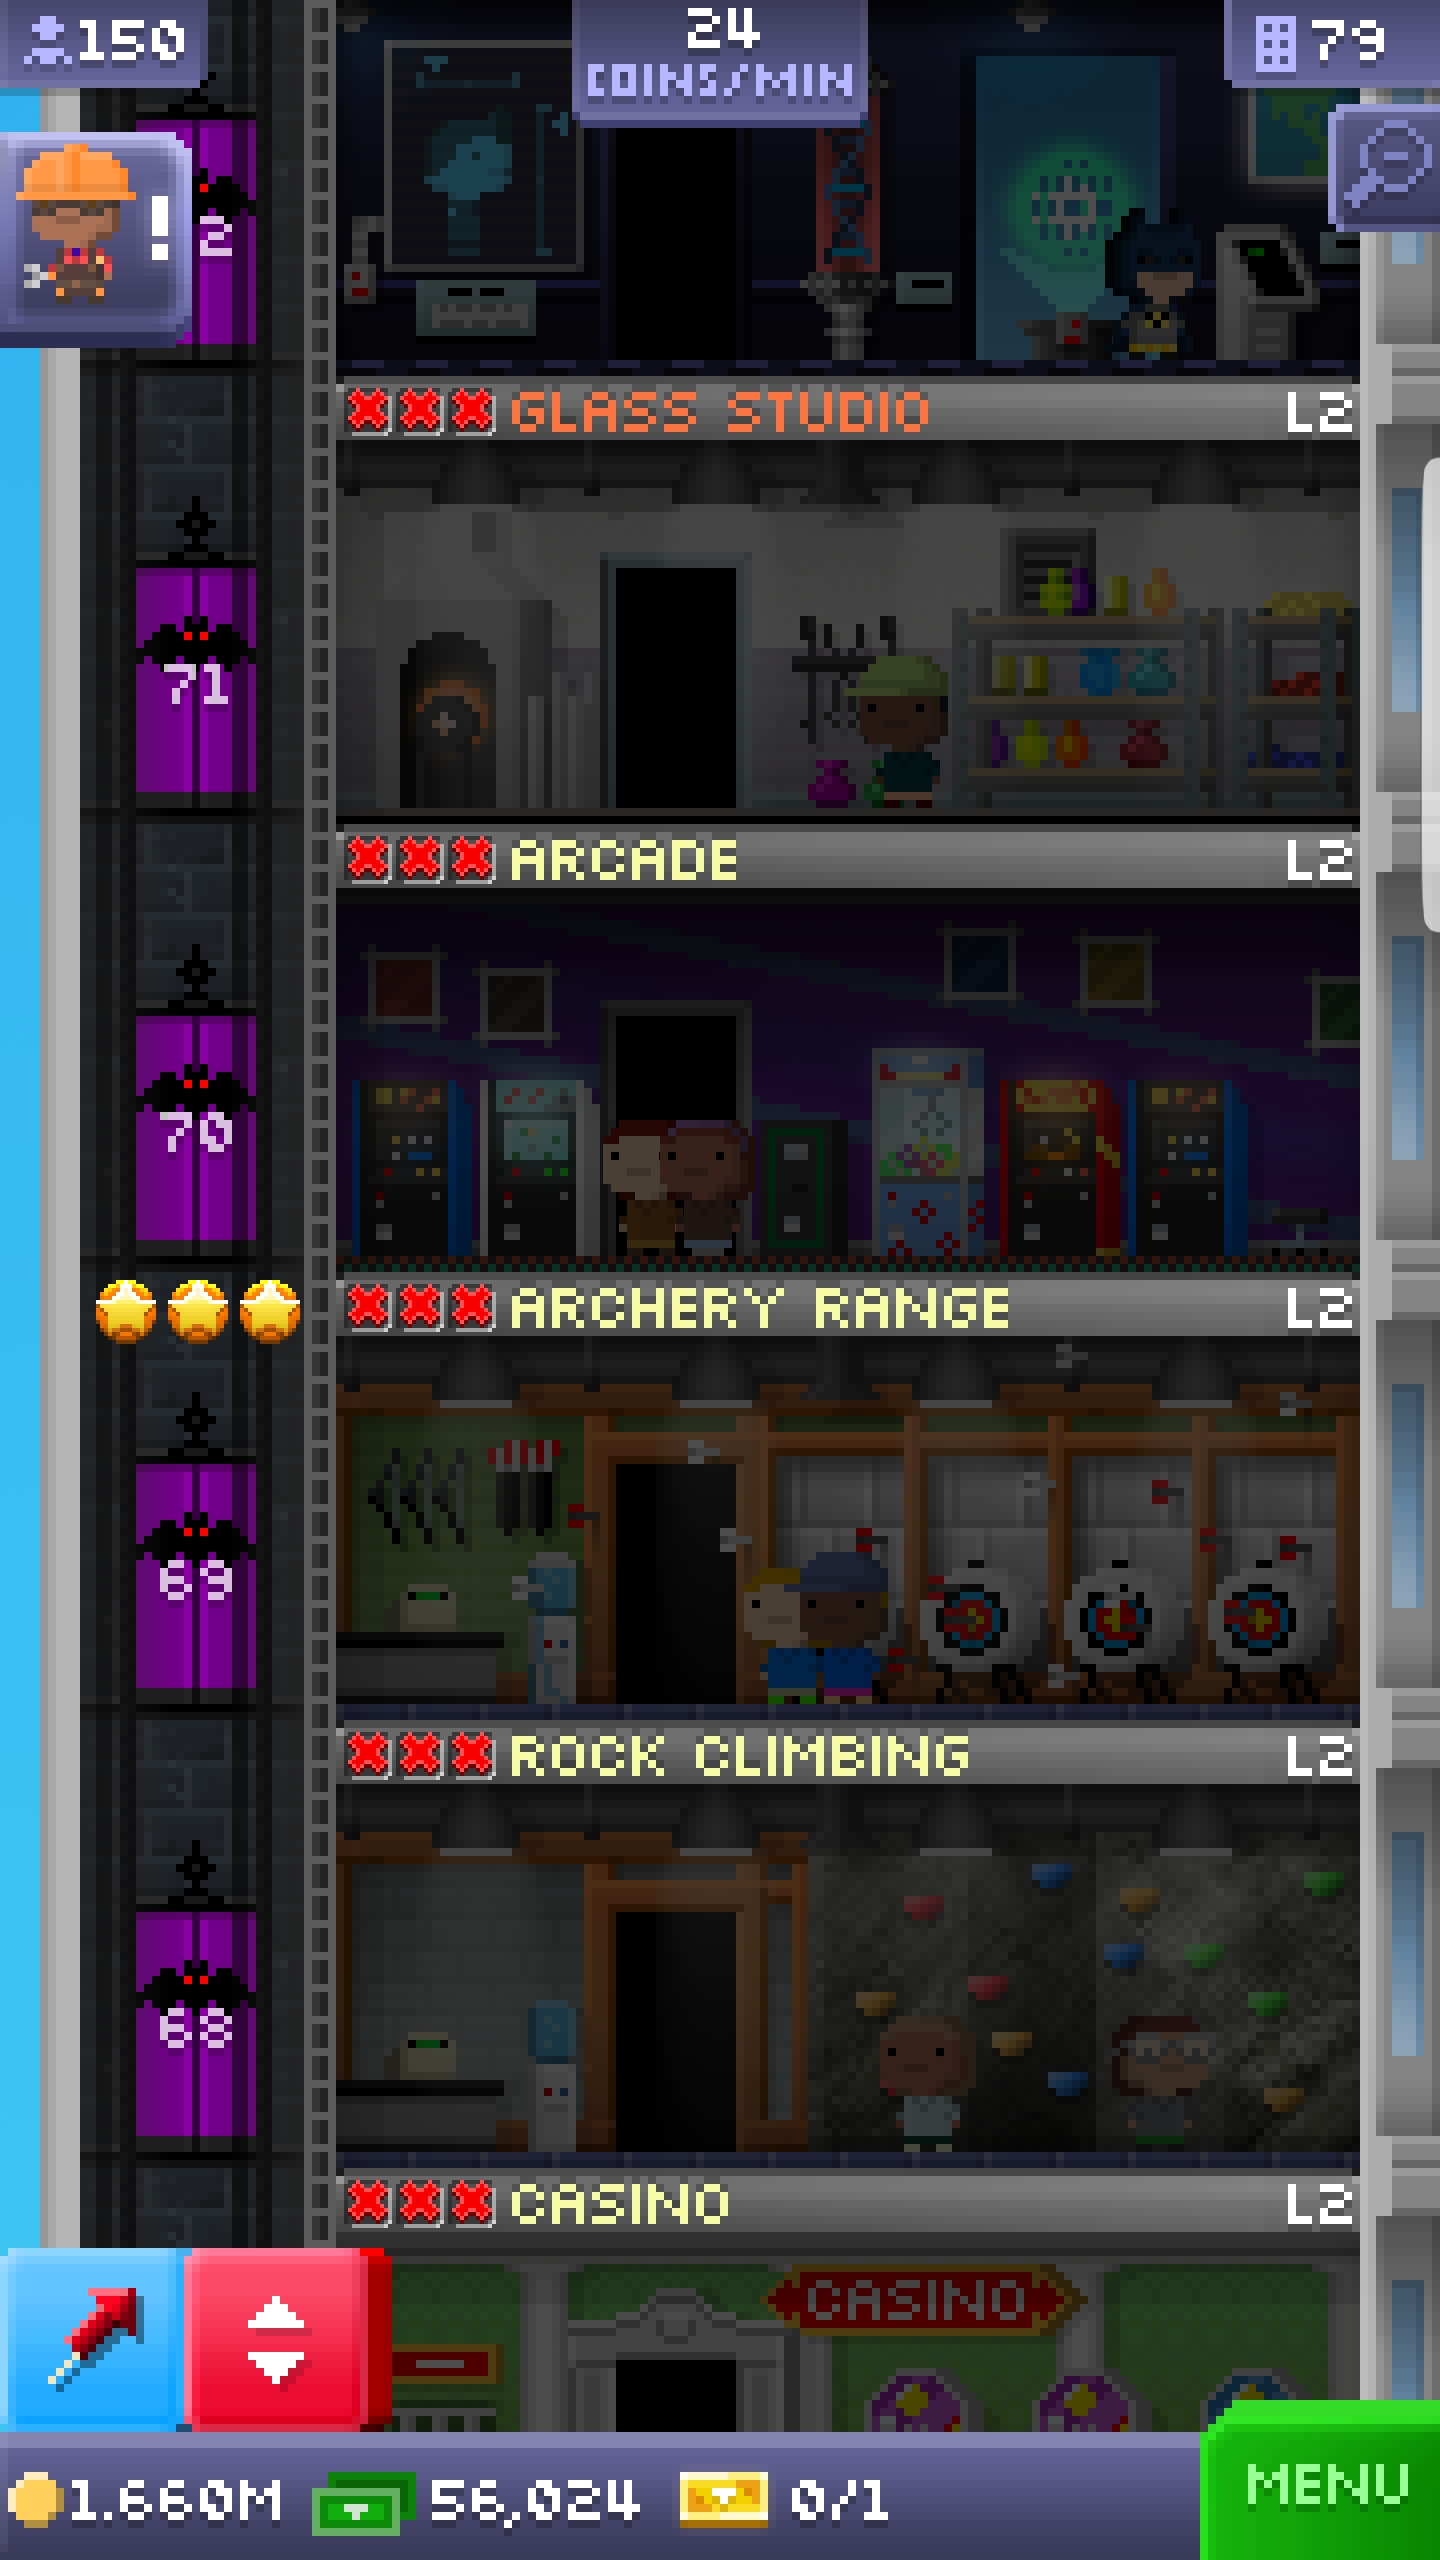 150
24
COINS/MIN
79
!
2
GLASS STUDIO L2
71
ARCADE L2
70
ARCHERY RANGE L2
69
ROCK CLIMBING L2
68
CASINO L2
CASINO
1.660M 56,024 0/1
MENU